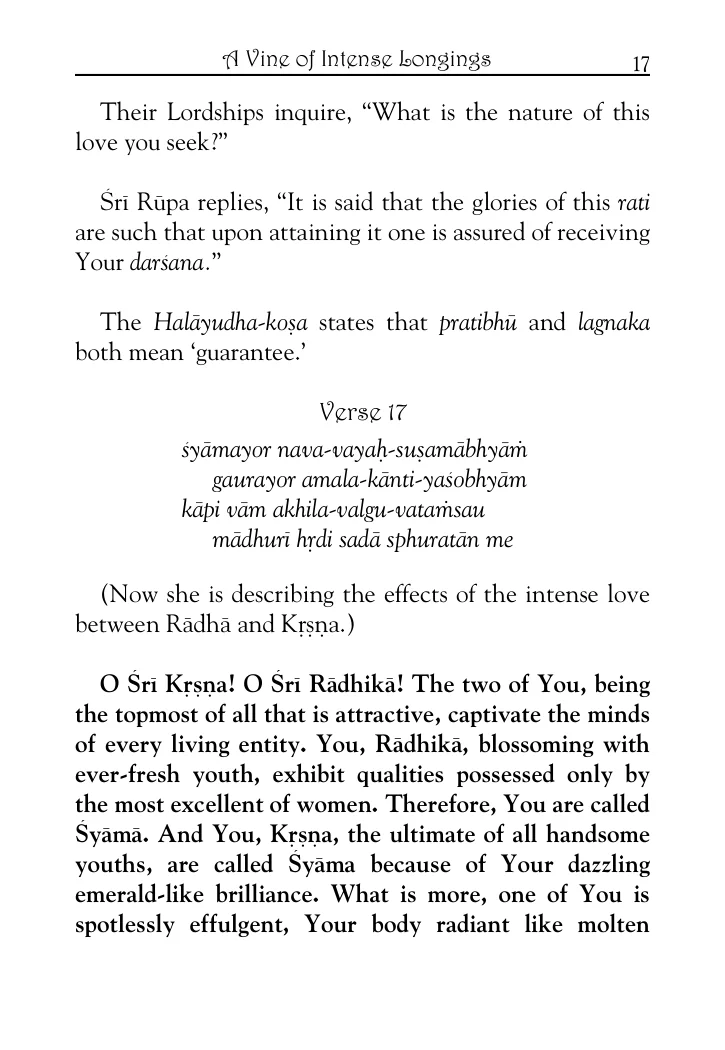 A Vine of Intense Longings 17
Their Lordships inquire, “What is the nature of this
love you seek?”
Śrī Rūpa replies, “It is said that the glories of this rati
are such that upon attaining it one is assured of receiving
Your darśana.”
The Halāyudha-koṣa states that pratibhū and lagnaka
both mean ‘guarantee.’
Verse 17
śyāmayor nava-vayaḥ-suṣamābhyāṁ
gaurayor amala-kānti-yaśobhyām
kāpi vām akhila-valgu-vataṁsau
mādhurī hṛdi sadā sphuratān me
(Now she is describing the effects of the intense love
between Rādhā and Kṛṣṇa.)
O Śrī Kṛṣṇa! O Śrī Rādhikā! The two of You, being
the topmost of all that is attractive, captivate the minds
of every living entity. You, Rādhikā, blossoming with
ever-fresh youth, exhibit qualities possessed only by
the most excellent of women. Therefore, You are called
Śyāmā. And You, Kṛṣṇa, the ultimate of all handsome
youths, are called Śyāma because of Your dazzling
emerald-like brilliance. What is more, one of You is
spotlessly effulgent, Your body radiant like molten